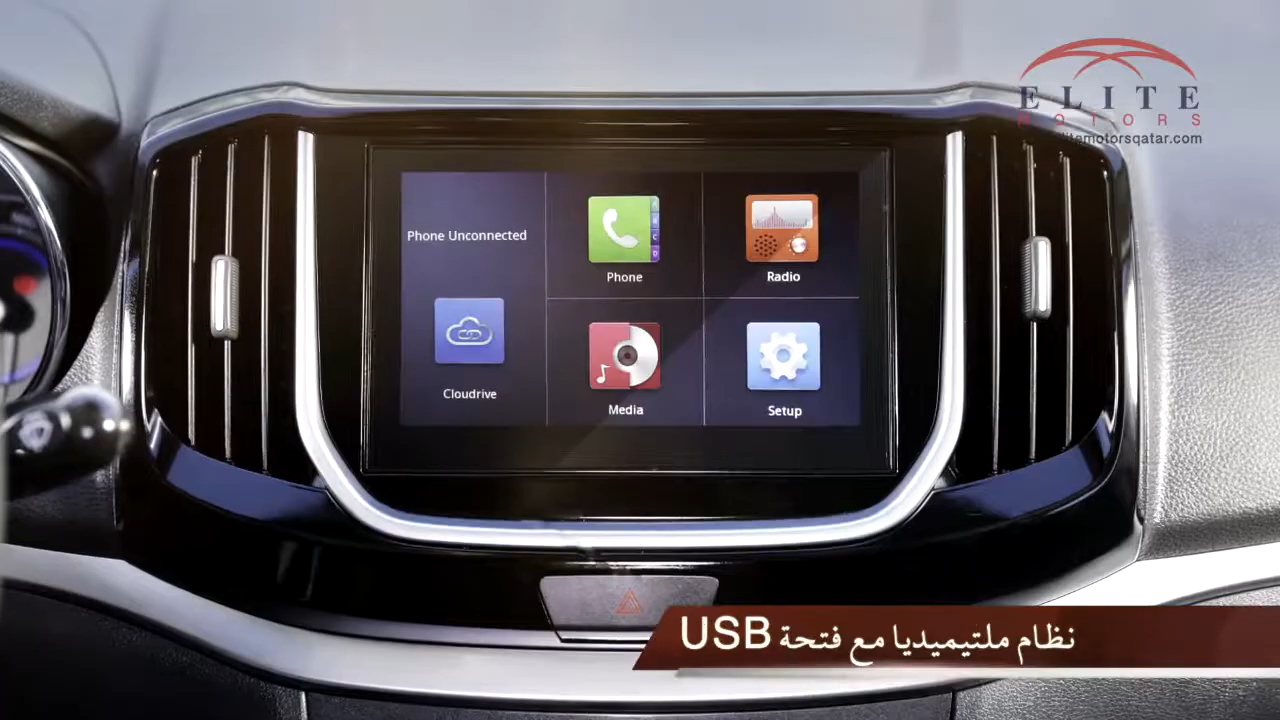 ELITE
MOTORS
elitemotorsqatar.com
Phone Unconnected
Phone
Radio
Cloudrive
Media
Setup
نظام ملتيميديا مع فتحة USB